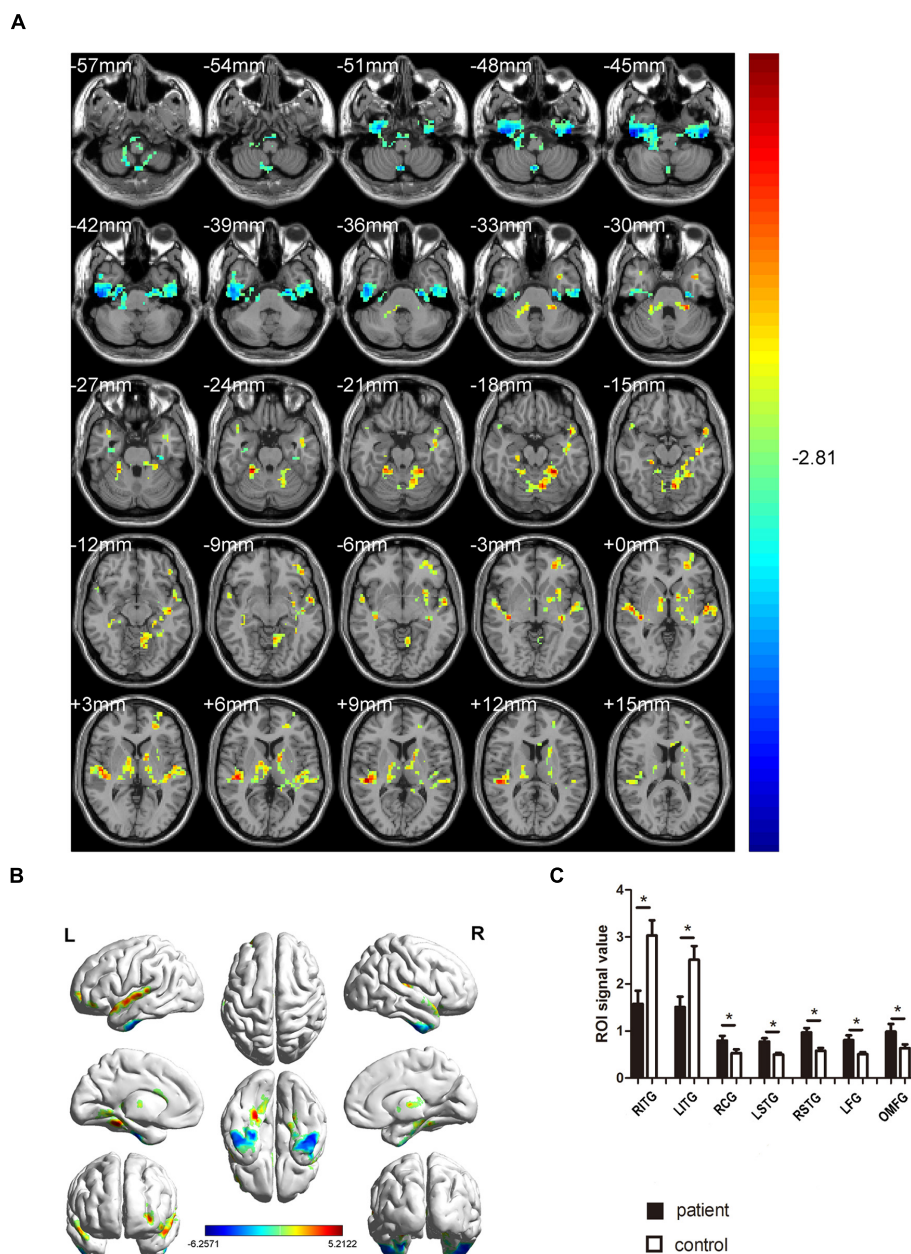 A
-57mm -54mm -51mm -48mm -45mm
-42mm -39mm -36mm -33mm -30mm
-27mm -24mm -21mm -18mm -15mm
-2.81
-12mm -9mm -6mm -3mm +0mm
+3mm +6mm +9mm +12mm +15mm
B
L R
-6.2571 5.2122
C
ROI signal value
4
3
2
1
0
* * * * * * *
RITG LITG RCG LSTG RSTG LFG OMFG
patient
control